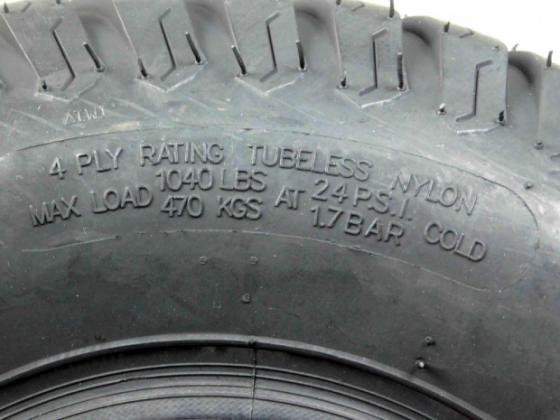 4 PLY RATING TUBELESS NYLON
1040 LBS 24 P.S.I.
MAX LOAD AT COLD
470 KGS 1.7 BAR